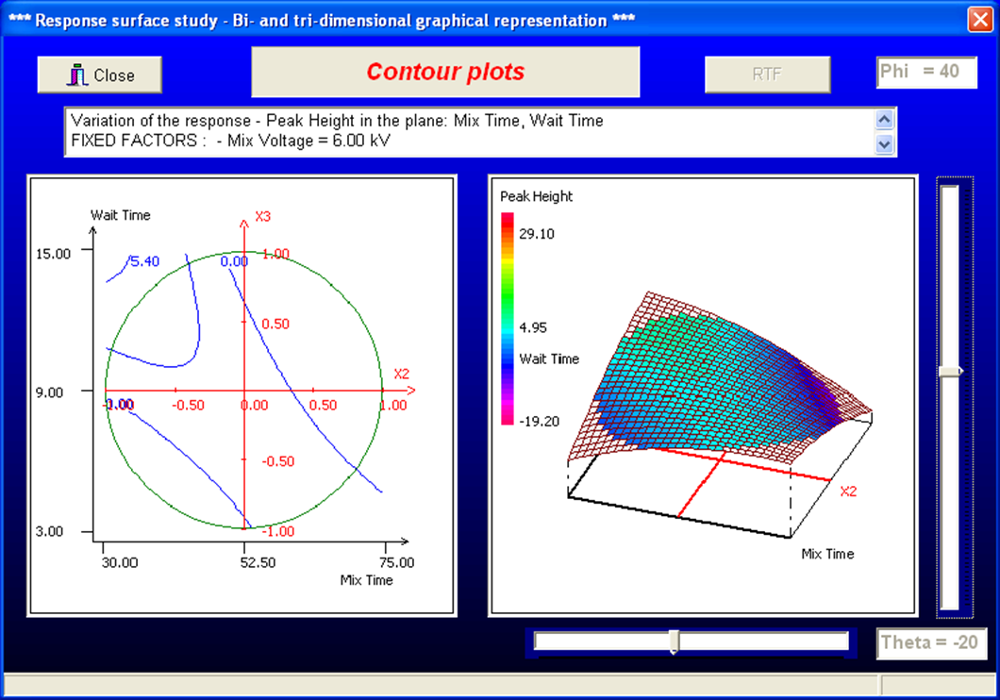 *** Response surface study - Bi- and tri-dimensional graphical representation ***
Close
Contour plots
RTF
Phi = 40
Variation of the response - Peak Height in the plane: Mix Time, Wait Time
FIXED FACTORS : - Mix Voltage = 6.00 kV
Wait Time
X3
15.00
5.40
0.00
1.00
0.50
X2
9.00
-0.50
0.00
0.50
1.00
-0.50
3.00
-1.00
30.00
52.50
75.00
Mix Time
Peak Height
29.10
4.95
Wait Time
-19.20
X2
Mix Time
Theta = -20